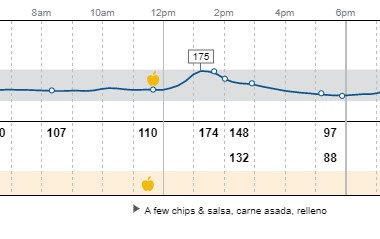 8am 10am 12pm 2pm 4pm 6pm
175
0 107 110 174 148 97
132 88
A few chips & salsa, carne asada, relleno